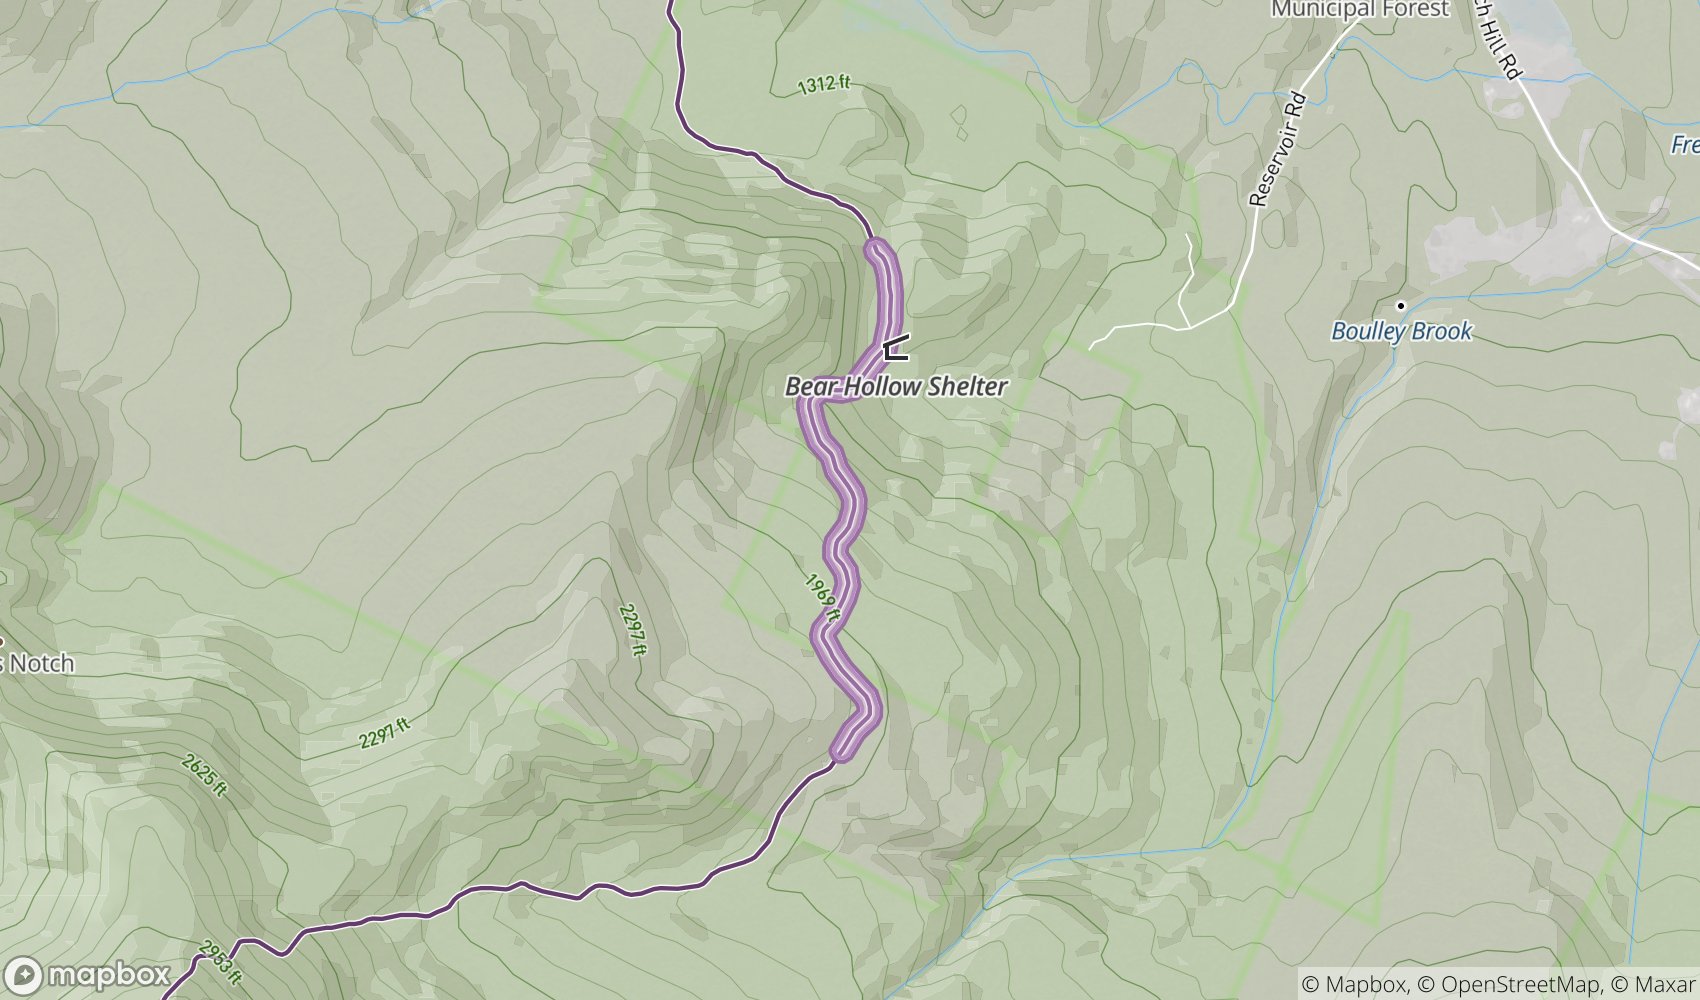 Municipal Forest
ch Hill Rd
1312 ft
Reservoir Rd
Fre
Boulley Brook
Bear Hollow Shelter
1969 ft
2297 ft
s Notch
2297 ft
2625 ft
2953 ft
mapbox
© Mapbox, © OpenStreetMap, © Maxar